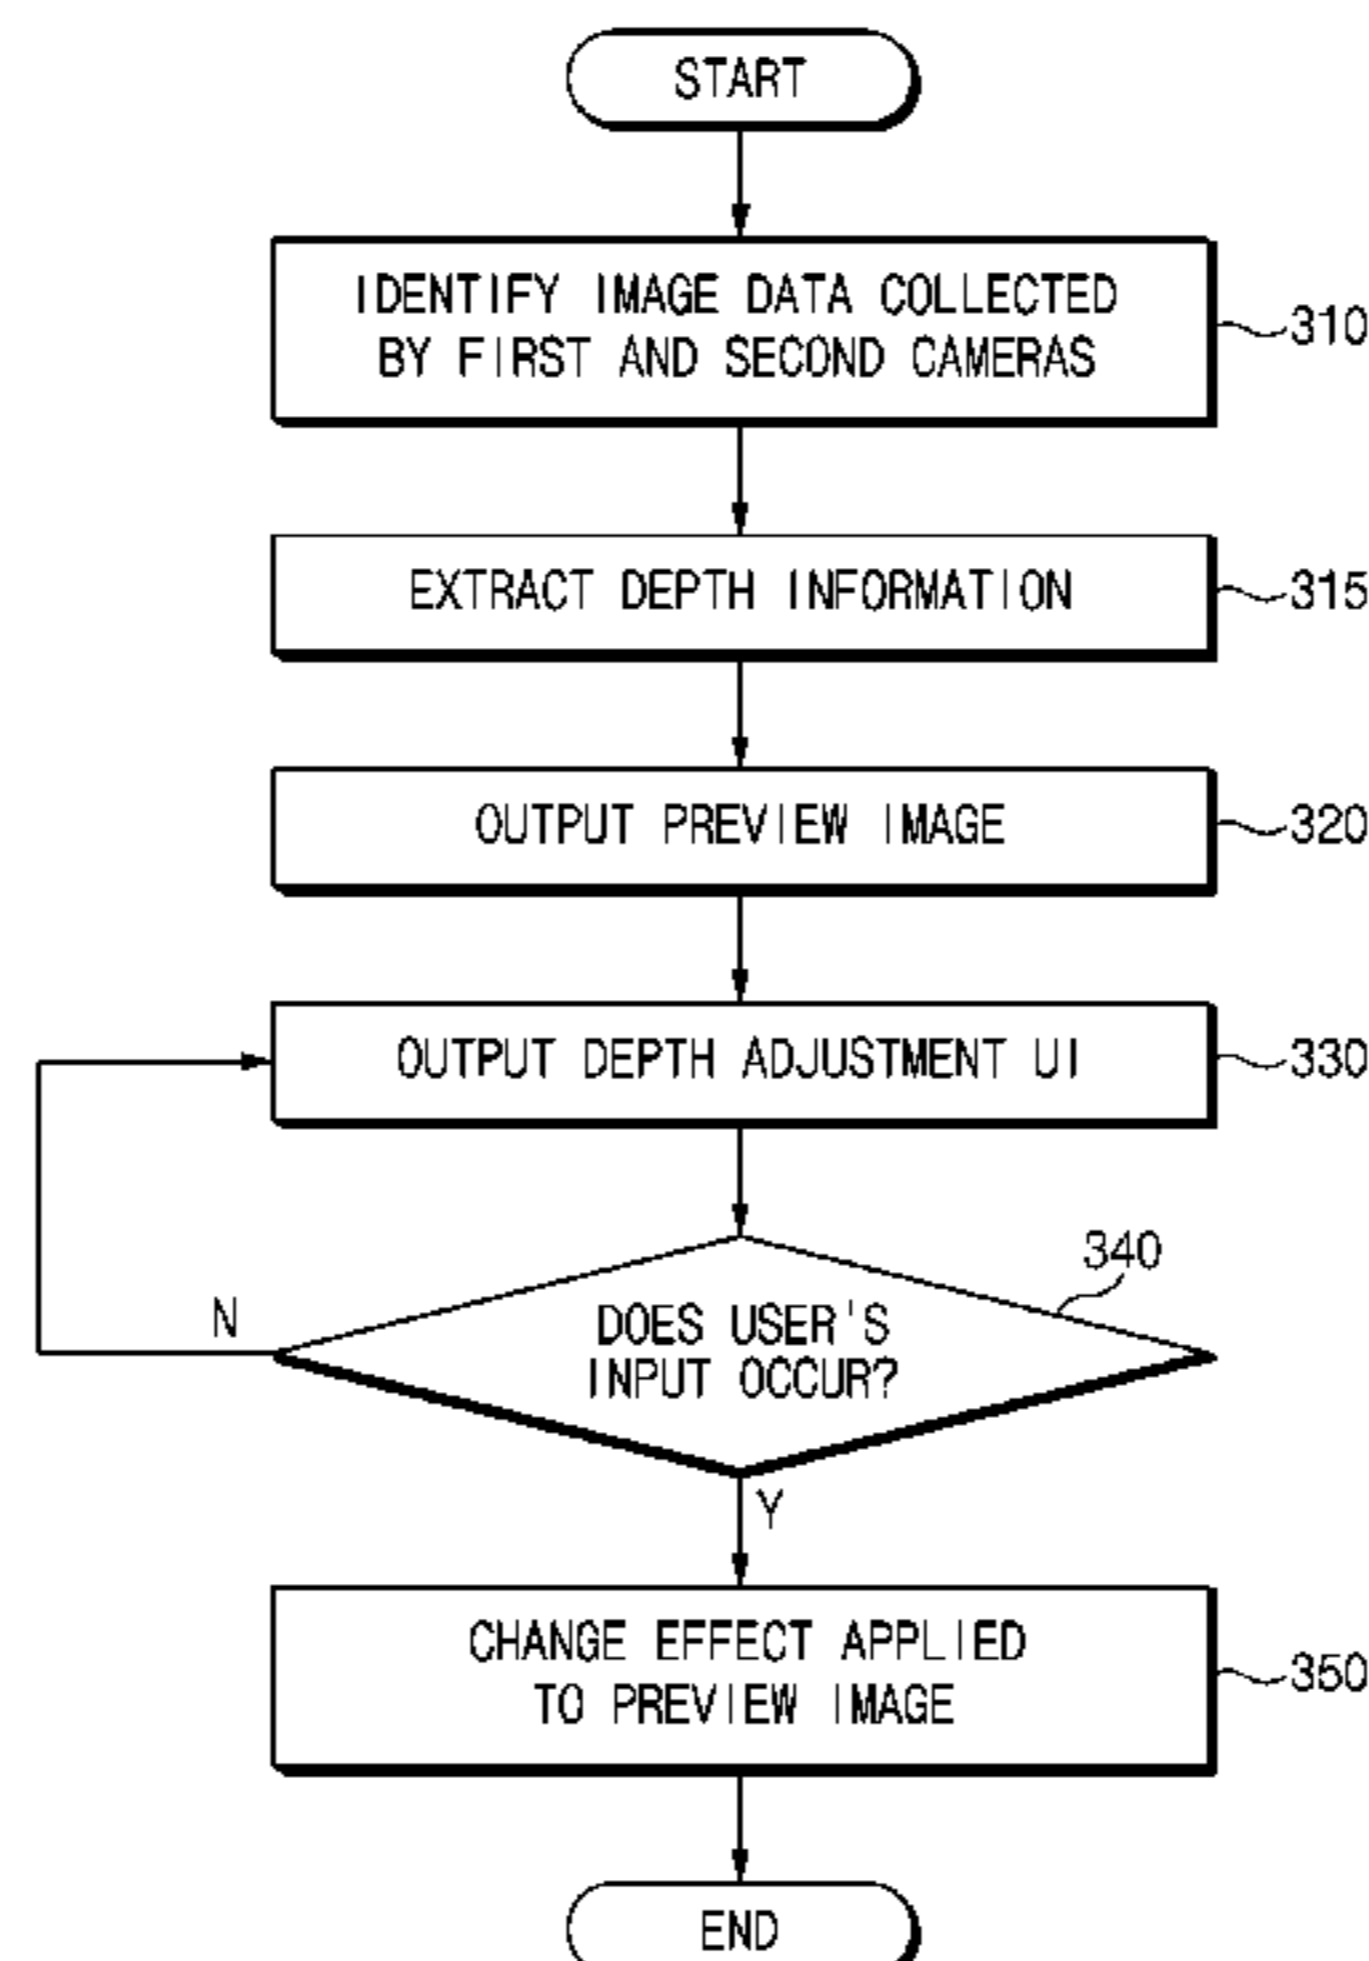 START
IDENTIFY IMAGE DATA COLLECTED
BY FIRST AND SECOND CAMERAS
310
EXTRACT DEPTH INFORMATION
315
OUTPUT PREVIEW IMAGE
320
OUTPUT DEPTH ADJUSTMENT UI
330
340
DOES USER'S
INPUT OCCUR?
N
Y
CHANGE EFFECT APPLIED
TO PREVIEW IMAGE
350
END